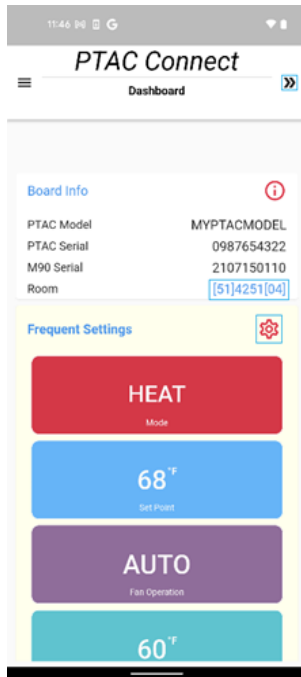 11:46 G
PTAC Connect
Dashboard
Board Info
PTAC Model MYPTACMODEL
PTAC Serial 0987654322
M90 Serial 2107150110
Room [51]4251[04]
Frequent Settings
HEAT
Mode
68°F
Set Point
AUTO
Fan Operation
60°F